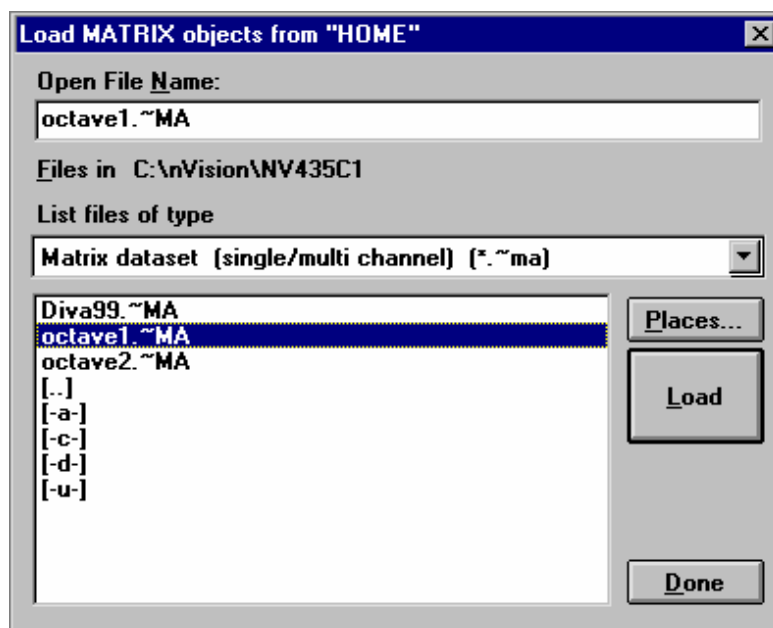 Load MATRIX objects from "HOME"
Open File Name:
octave1.~MA
Files in C:\nVision\NV435C1
List files of type
Matrix dataset (single/multi channel) (*.~ma)
Diva99.~MA
octave1.~MA
octave2.~MA
[..]
[-a-]
[-c-]
[-d-]
[-u-]
Places...
Load
Done